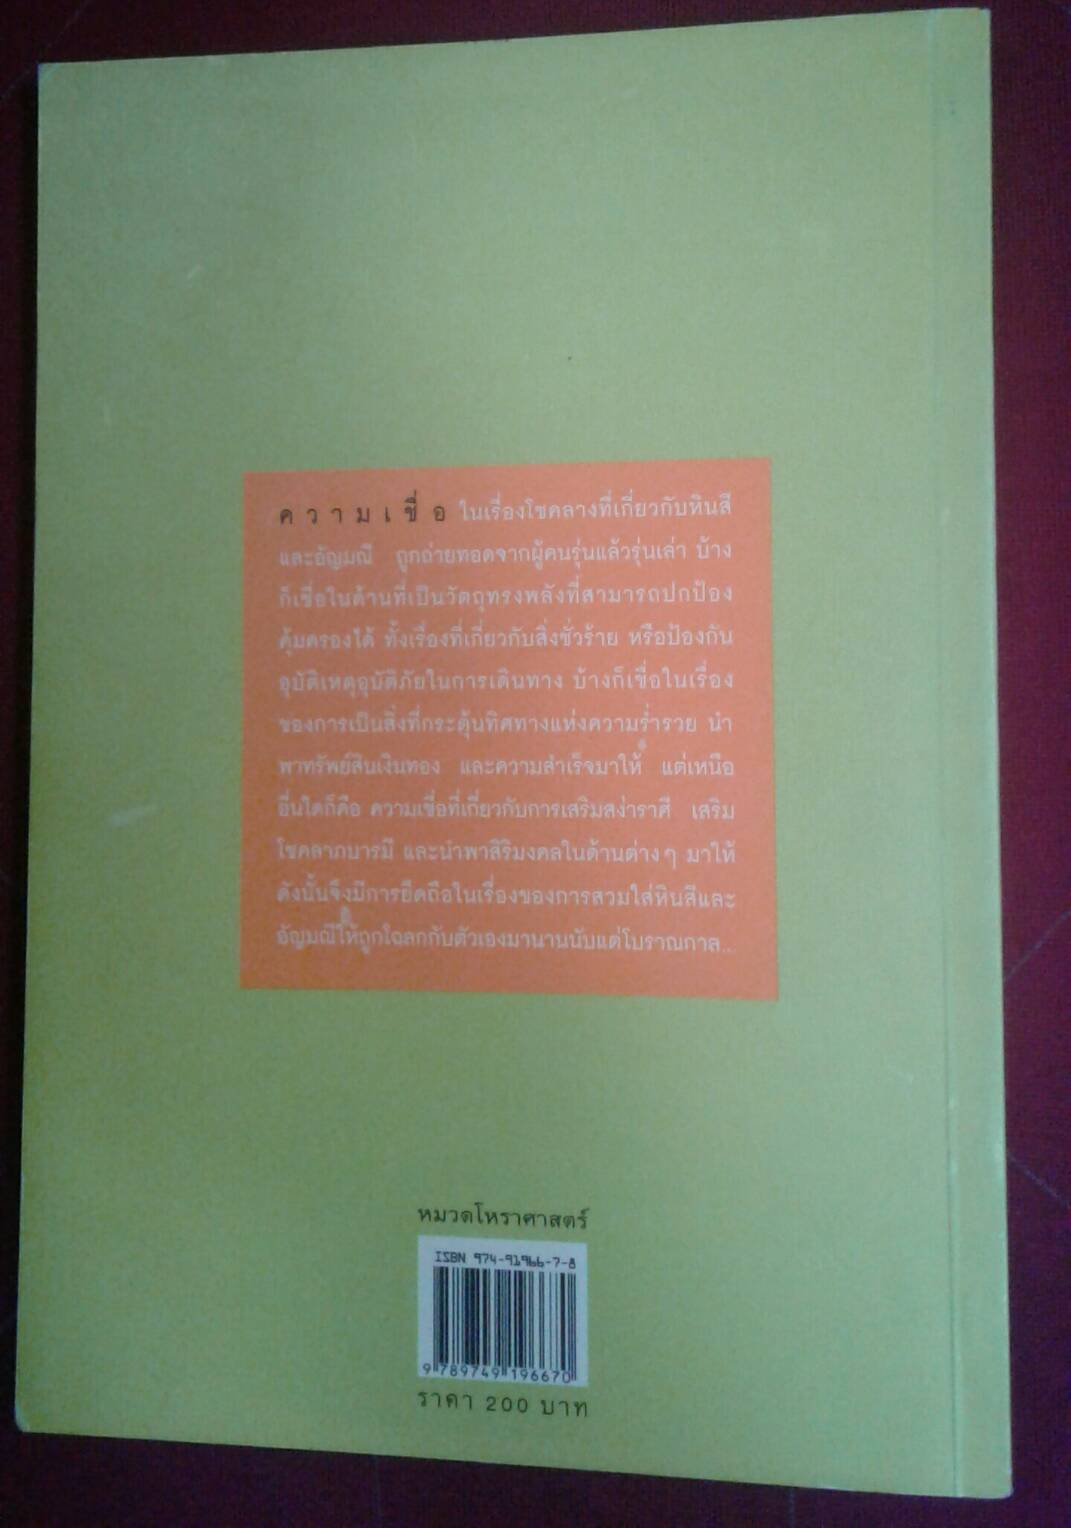 ความเชื่อ ในเรื่องโชคลางที่เกี่ยวกับหินสี
และอัญมณี ถูกถ่ายทอดจากผู้คนรุ่นแล้วรุ่นเล่า บ้าง
ก็เชื่อในด้านที่เป็นวัตถุทรงพลังที่สามารถปกป้อง
คุ้มครองได้ ทั้งเรื่องที่เกี่ยวกับสิ่งชั่วร้าย หรือป้องกัน
อุบัติเหตุอุบัติภัยในการเดินทาง บ้างก็เชื่อในเรื่อง
ของการเป็นสิ่งที่กระตุ้นทิศทางแห่งความร่ำรวย นำ
พาทรัพย์สินเงินทอง และความสำเร็จมาให้ แต่เหนือ
อื่นใดก็คือ ความเชื่อที่เกี่ยวกับการเสริมสง่าราศี เสริม
โชคลาภบารมี และนำพาสิริมงคลในด้านต่างๆ มาให้
ดังนั้นจึงมีการยึดถือในเรื่องของการสวมใส่หินสีและ
อัญมณีให้ถูกโฉลกกับตัวเองมานานนับแต่โบราณกาล...
หมวดโหราศาสตร์
ISBN 974-91966-7-8
9 789749 196670
ราคา 200 บาท